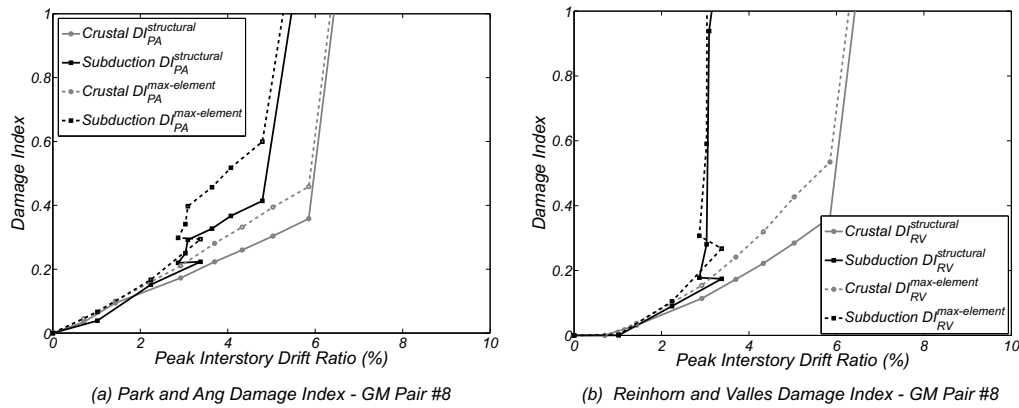 Damage Index
1
0.8
0.6
0.4
0.2
0
0 2 4 6 8 10
Peak Interstory Drift Ratio (%)
Crustal DI_PA^structural
Subduction DI_PA^structural
Crustal DI_PA^max-element
Subduction DI_PA^max-element
(a) Park and Ang Damage Index - GM Pair #8
Damage Index
1
0.8
0.6
0.4
0.2
0
0 2 4 6 8 10
Peak Interstory Drift Ratio (%)
Crustal DI_RV^structural
Subduction DI_RV^structural
Crustal DI_RV^max-element
Subduction DI_RV^max-element
(b) Reinhorn and Valles Damage Index - GM Pair #8